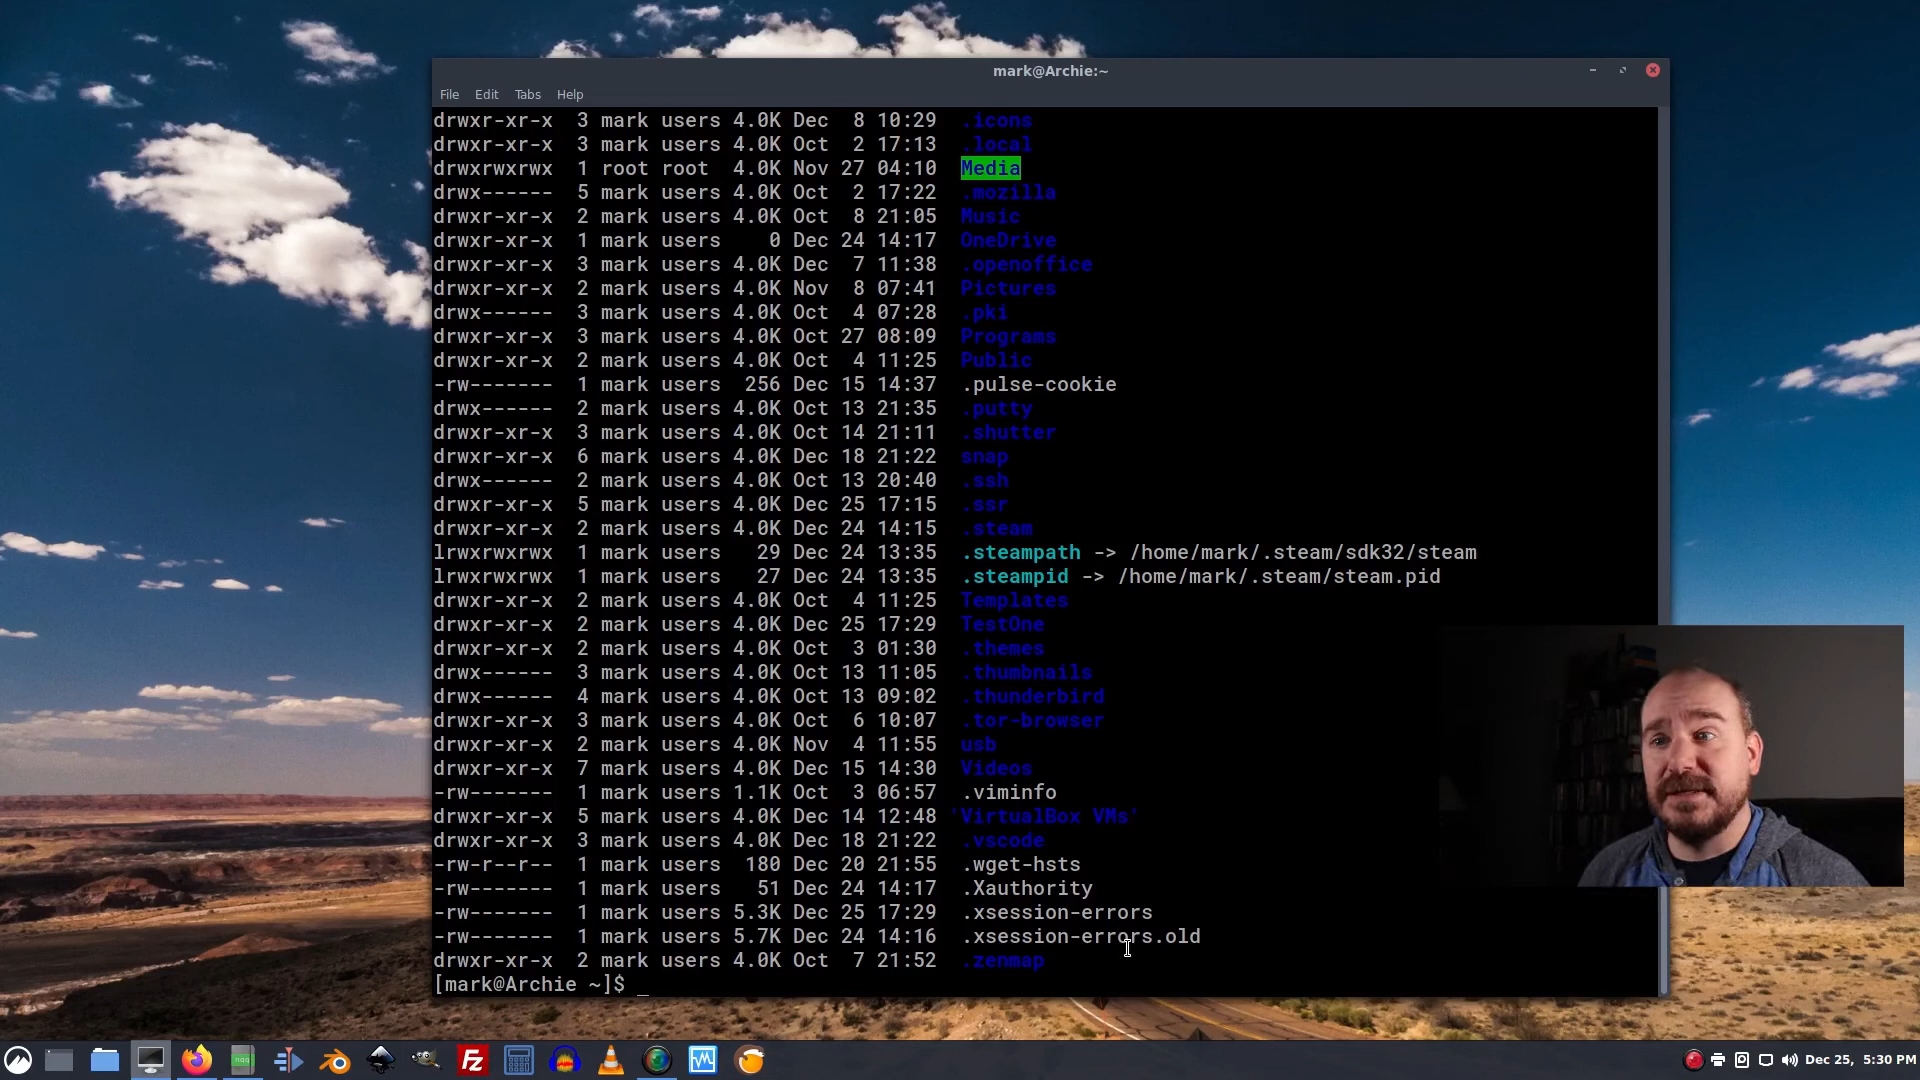 mark@Archie:~
File Edit Tabs Help
drwxr-xr-x 3 mark users 4.0K Dec 8 10:29 .icons
drwxr-xr-x 3 mark users 4.0K Oct 2 17:13 .local
drwxrwxrwx 1 root root 4.0K Nov 27 04:10 Media
drwx------ 5 mark users 4.0K Oct 2 17:22 .mozilla
drwxr-xr-x 2 mark users 4.0K Oct 8 21:05 Music
drwxr-xr-x 1 mark users 0 Dec 24 14:17 OneDrive
drwxr-xr-x 3 mark users 4.0K Dec 7 11:38 .openoffice
drwxr-xr-x 2 mark users 4.0K Nov 8 07:41 Pictures
drwx------ 3 mark users 4.0K Oct 4 07:28 .pki
drwxr-xr-x 3 mark users 4.0K Oct 27 08:09 Programs
drwxr-xr-x 2 mark users 4.0K Oct 4 11:25 Public
-rw------- 1 mark users 256 Dec 15 14:37 .pulse-cookie
drwx------ 2 mark users 4.0K Oct 13 21:35 .putty
drwxr-xr-x 3 mark users 4.0K Oct 14 21:11 .shutter
drwxr-xr-x 6 mark users 4.0K Dec 18 21:22 snap
drwx------ 2 mark users 4.0K Oct 13 20:40 .ssh
drwxr-xr-x 5 mark users 4.0K Dec 25 17:15 .ssr
drwxr-xr-x 2 mark users 4.0K Dec 24 14:15 .steam
lrwxrwxrwx 1 mark users 29 Dec 24 13:35 .steampath -> /home/mark/.steam/sdk32/steam
lrwxrwxrwx 1 mark users 27 Dec 24 13:35 .steampid -> /home/mark/.steam/steam.pid
drwxr-xr-x 2 mark users 4.0K Oct 4 11:25 Templates
drwxr-xr-x 2 mark users 4.0K Dec 25 17:29 TestOne
drwxr-xr-x 2 mark users 4.0K Oct 3 01:30 .themes
drwx------ 3 mark users 4.0K Oct 13 11:05 .thumbnails
drwx------ 4 mark users 4.0K Oct 13 09:02 .thunderbird
drwxr-xr-x 3 mark users 4.0K Oct 6 10:07 .tor-browser
drwxr-xr-x 2 mark users 4.0K Nov 4 11:55 usb
drwxr-xr-x 7 mark users 4.0K Dec 15 14:30 Videos
-rw------- 1 mark users 1.1K Oct 3 06:57 .viminfo
drwxr-xr-x 5 mark users 4.0K Dec 14 12:48 'VirtualBox VMs'
drwxr-xr-x 3 mark users 4.0K Dec 18 21:22 .vscode
-rw-r--r-- 1 mark users 180 Dec 20 21:55 .wget-hsts
-rw------- 1 mark users 51 Dec 24 14:17 .Xauthority
-rw------- 1 mark users 5.3K Dec 25 17:29 .xsession-errors
-rw------- 1 mark users 5.7K Dec 24 14:16 .xsession-errors.old
drwxr-xr-x 2 mark users 4.0K Oct 7 21:52 .zenmap
[mark@Archie ~]$ _
nqq
Fz
Dec 25, 5:30 PM